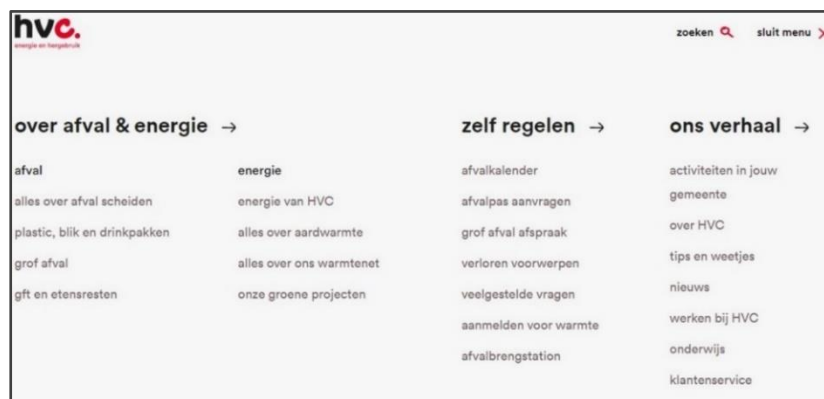 hvc.
energie en hergebruik
zoeken
sluit menu
over afval & energie →
afval
alles over afval scheiden
plastic, blik en drinkpakken
grof afval
gft en etensresten
energie
energie van HVC
alles over aardwarmte
alles over ons warmtenet
onze groene projecten
zelf regelen →
afvalkalender
afvalpas aanvragen
grof afval afspraak
verloren voorwerpen
veelgestelde vragen
aanmelden voor warmte
afvalbrengstation
ons verhaal →
activiteiten in jouw
gemeente
over HVC
tips en weetjes
nieuws
werken bij HVC
onderwijs
klantenservice